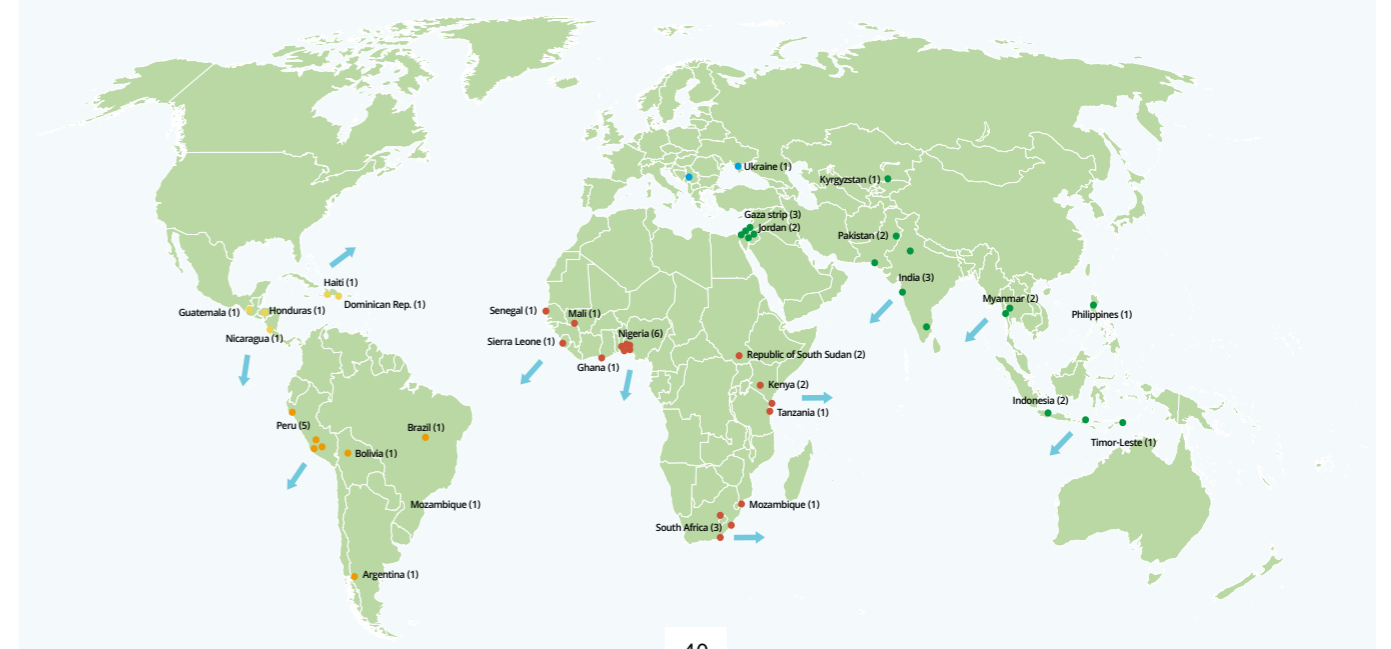 Ukraine (1)
Kyrgyzstan (1)
Gaza strip (3)
Jordan (2)
Pakistan (2)
India (3)
Haiti (1)
Dominican Rep. (1)
Guatemala (1)
Honduras (1)
Nicaragua (1)
Senegal (1)
Mali (1)
Sierra Leone (1)
Nigeria (6)
Ghana (1)
Myanmar (2)
Philippines (1)
Republic of South Sudan (2)
Kenya (2)
Tanzania (1)
Indonesia (2)
Timor-Leste (1)
Peru (5)
Brazil (1)
Bolivia (1)
Mozambique (1)
Mozambique (1)
South Africa (3)
Argentina (1)